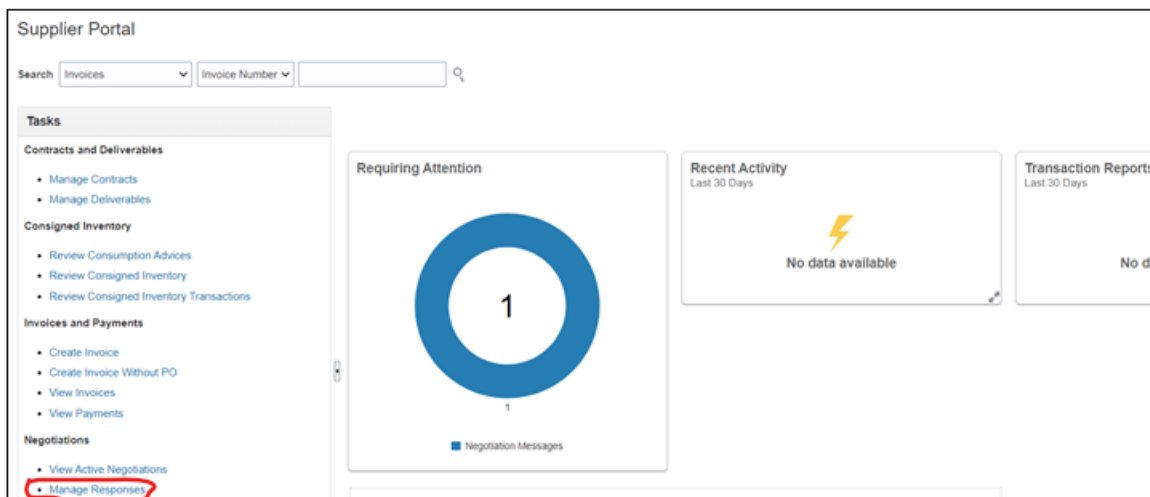 Supplier Portal
Search Invoices Invoice Number
Tasks
Contracts and Deliverables
Manage Contracts
Manage Deliverables
Consigned Inventory
Review Consumption Advices
Review Consigned Inventory
Review Consigned Inventory Transactions
Invoices and Payments
Create Invoice
Create Invoice Without PO
View Invoices
View Payments
Negotiations
View Active Negotiations
Manage Responses
Requiring Attention
1
1
Negotiation Messages
Recent Activity
Last 30 Days
No data available
Transaction Reports
Last 30 Days
No d